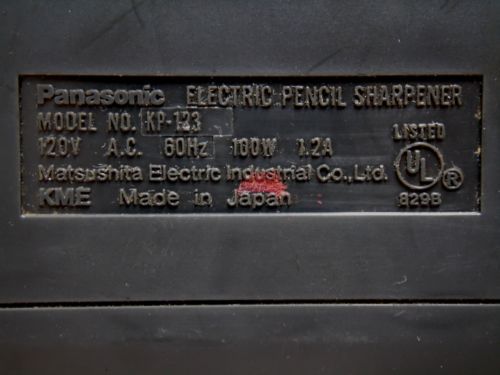 Panasonic ELECTRIC PENCIL SHARPENER
MODEL NO. KP-123
120V A.C. 60Hz 100W 1.2A
LISTED
Matsushita Electric Industrial Co., Ltd.
UL ®
KME Made in Japan
829B